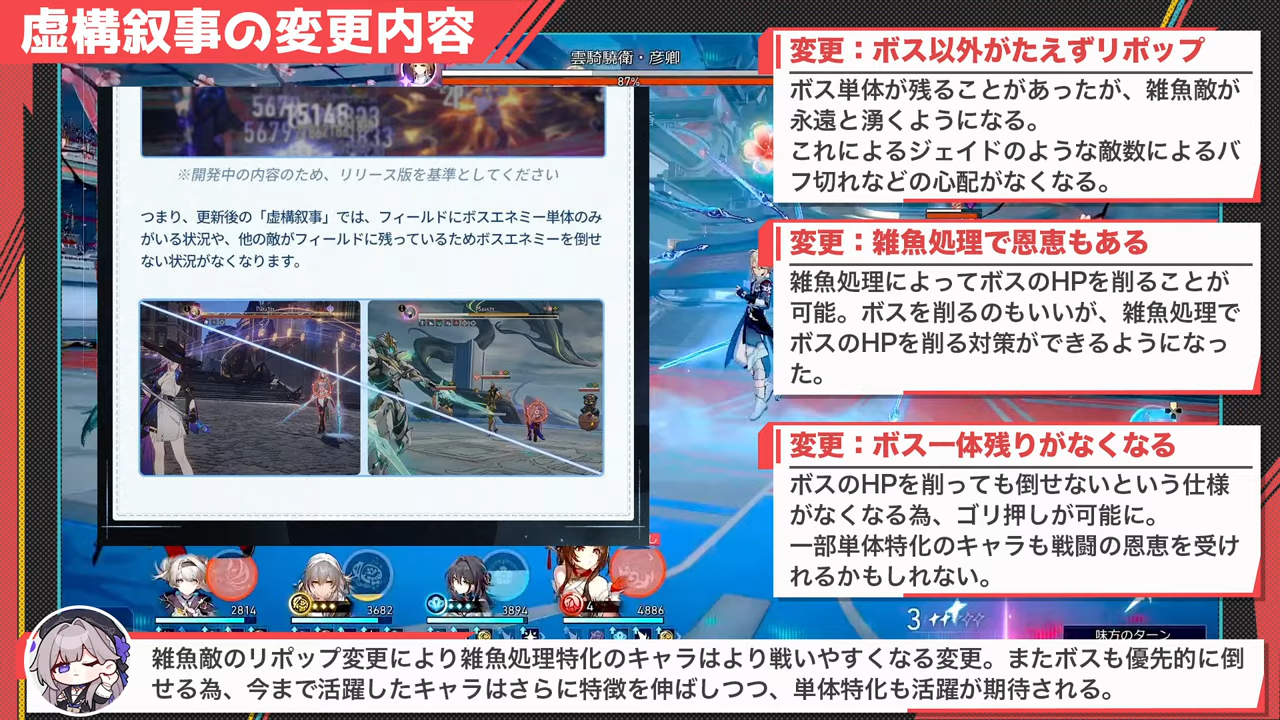 虚構叙事の変更内容
雲騎驍衛・彦卿
87%
※開発中の内容のため、リリース版を基準としてください
つまり、更新後の「虚構叙事」では、フィールドにボスエネミー単体のみ
がいる状況や、他の敵がフィールドに残っているためボスエネミーを倒せ
ない状況がなくなります。
変更：ボス以外がたえずリポップ
ボス単体が残ることがあったが、雑魚敵が
永遠と湧くようになる。
これによるジェイドのような敵数によるバ
フ切れなどの心配がなくなる。
変更：雑魚処理で恩恵もある
雑魚処理によってボスのHPを削ることが
可能。ボスを削るのもいいが、雑魚処理で
ボスのHPを削る対策ができるようになっ
た。
変更：ボス一体残りがなくなる
ボスのHPを削っても倒せないという仕様
がなくなる為、ゴリ押しが可能に。
一部単体特化のキャラも戦闘の恩恵を受け
れるかもしれない。
2814
3682
3894
4
4886
3
味方のターン
雑魚敵のリポップ変更により雑魚処理特化のキャラはより戦いやすくなる変更。またボスも優先的に倒
せる為、今まで活躍したキャラはさらに特徴を伸ばしつつ、単体特化も活躍が期待される。